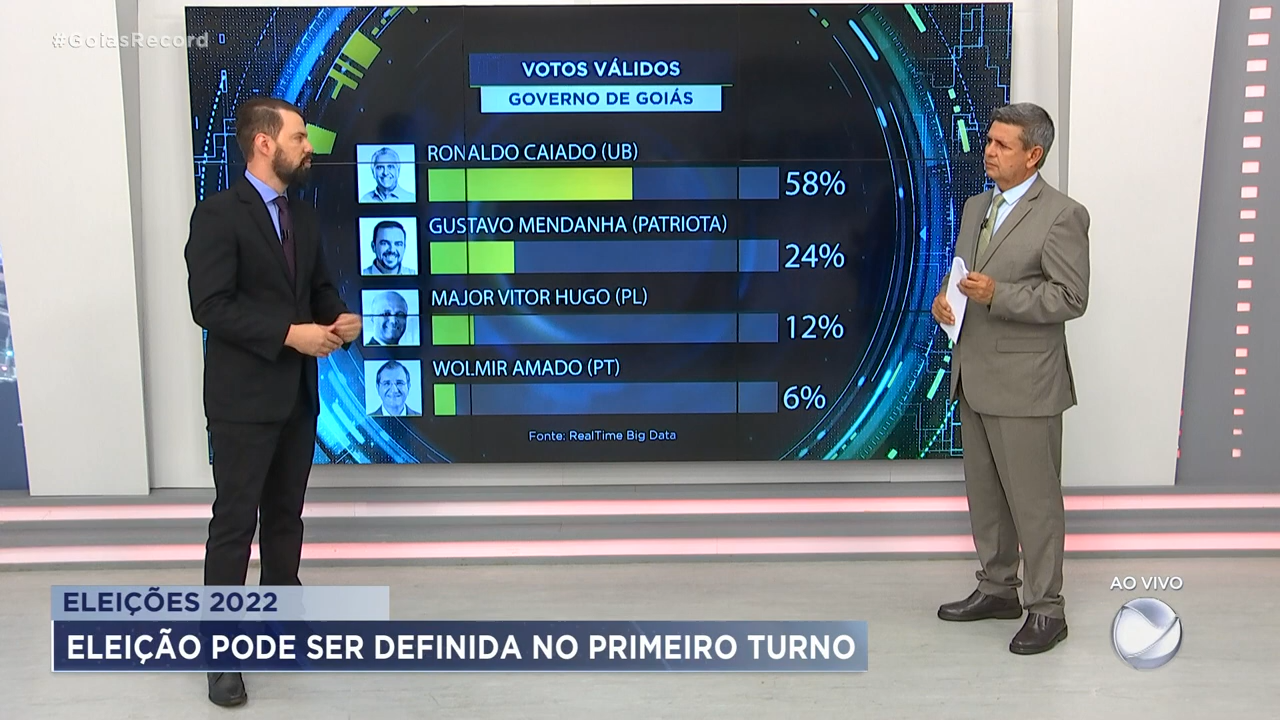 #GoiasRecord
VOTOS VÁLIDOS
GOVERNO DE GOIÁS
RONALDO CAIADO (UB)
58%
GUSTAVO MENDANHA (PATRIOTA)
24%
MAJOR VITOR HUGO (PL)
12%
WOLMIR AMADO (PT)
6%
Fonte: RealTime Big Data
AO VIVO
ELEIÇÕES 2022
ELEIÇÃO PODE SER DEFINIDA NO PRIMEIRO TURNO